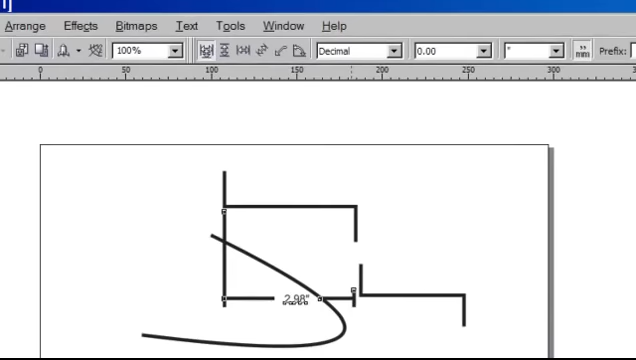 Arrange Effects Bitmaps Text Tools Window Help
100% Decimal 0.00 " mm Prefix:
0 50 100 150 200 250 300
2.98"